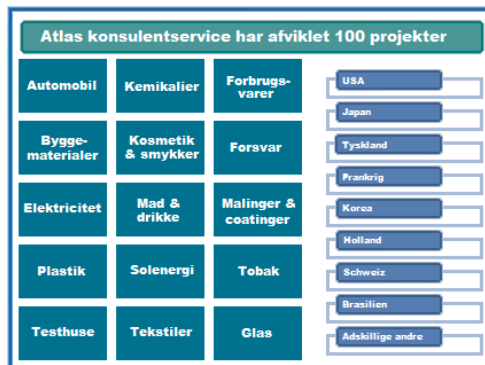 Atlas konsulentservice har afviklet 100 projekter
Automobil
Kemikalier
Forbrugs-
varer
Bygge-
materialer
Kosmetik
& smykker
Forsvar
Elektricitet
Mad &
drikke
Malinger &
coatinger
Plastik
Solenergi
Tobak
Testhuse
Tekstiler
Glas
USA
Japan
Tyskland
Frankrig
Korea
Holland
Schweiz
Brasilien
Adskillige andre